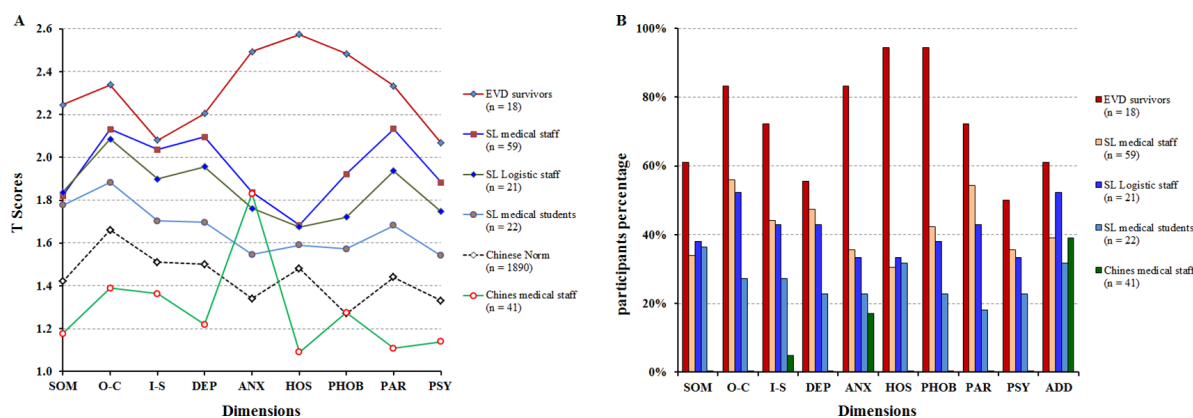 A
2.6
2.4
2.2
2.0
1.8
1.6
1.4
1.2
1.0
T Scores
SOM O-C I-S DEP ANX HOS PHOB PAR PSY
Dimensions
EVD survivors
(n = 18)
SL medical staff
(n = 59)
SL Logistic staff
(n = 21)
SL medical students
(n = 22)
Chinese Norm
(n = 1890)
Chines medical staff
(n = 41)
B
100%
80%
60%
40%
20%
0%
participants percentage
SOM O-C I-S DEP ANX HOS PHOB PAR PSY ADD
Dimensions
EVD survivors
(n = 18)
SL medical staff
(n = 59)
SL Logistic staff
(n = 21)
SL medical students
(n = 22)
Chines medical staff
(n = 41)